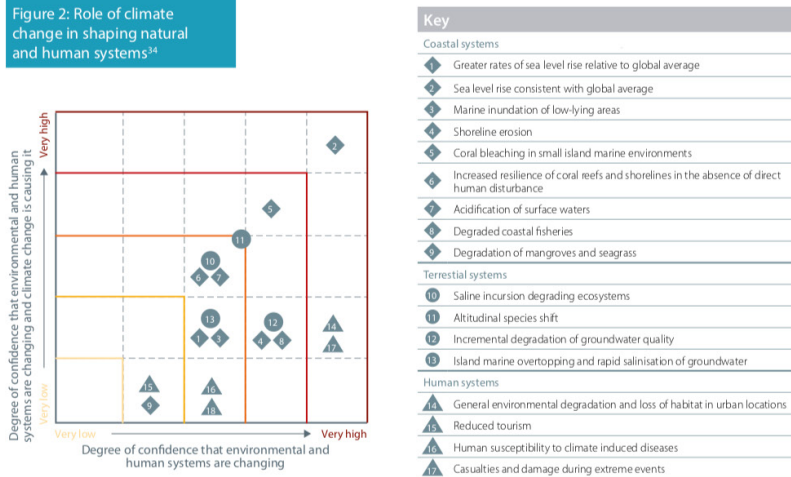 Figure 2: Role of climate
change in shaping natural
and human systems³⁴
Degree of confidence that environmental and human
systems are changing and climate change is causing it
Very high
Very low
2
5
11
10
6
7
13
1
3
12
4
8
14
17
15
9
16
18
Very low
Very high
Degree of confidence that environmental and
human systems are changing
Key
Coastal systems
1 Greater rates of sea level rise relative to global average
2 Sea level rise consistent with global average
3 Marine inundation of low-lying areas
4 Shoreline erosion
5 Coral bleaching in small island marine environments
6 Increased resilience of coral reefs and shorelines in the absence of direct
human disturbance
7 Acidification of surface waters
8 Degraded coastal fisheries
9 Degradation of mangroves and seagrass
Terrestial systems
10 Saline incursion degrading ecosystems
11 Altitudinal species shift
12 Incremental degradation of groundwater quality
13 Island marine overtopping and rapid salinisation of groundwater
Human systems
14 General environmental degradation and loss of habitat in urban locations
15 Reduced tourism
16 Human susceptibility to climate induced diseases
17 Casualties and damage during extreme events